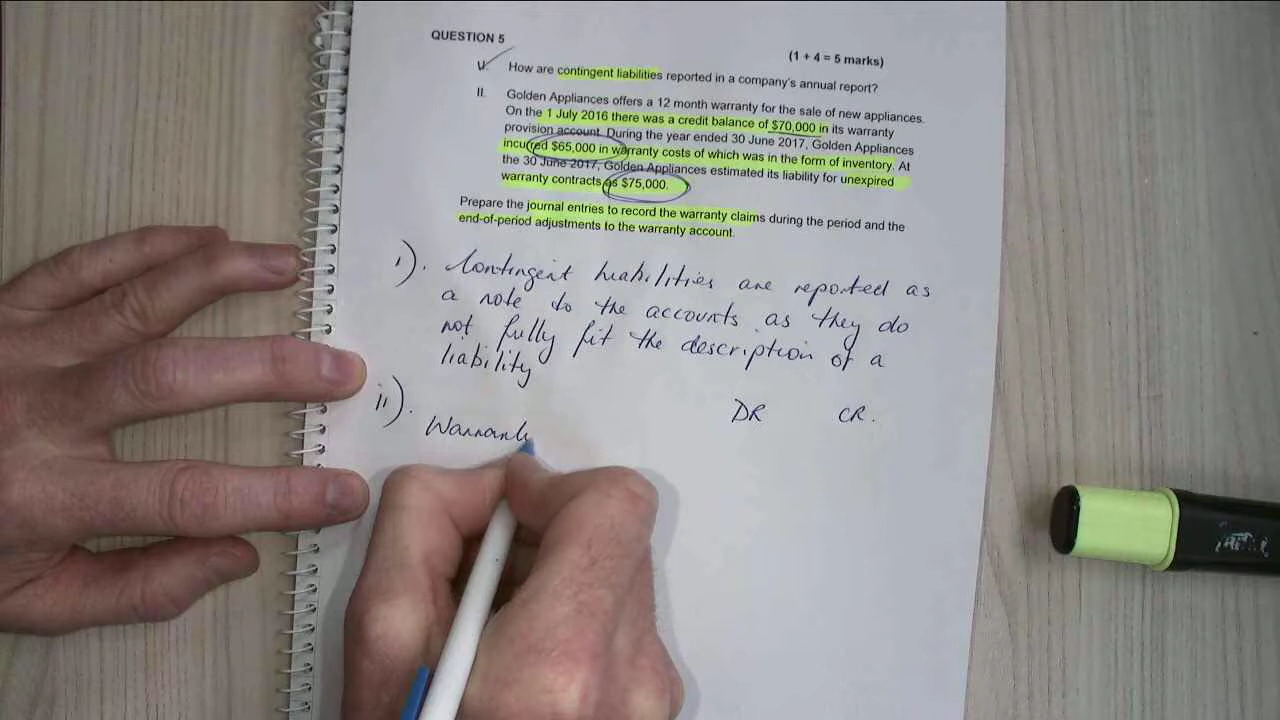 QUESTION 5
(1 + 4 = 5 marks)
How are contingent liabilities reported in a company's annual report?
II. Golden Appliances offers a 12 month warranty for the sale of new appliances.
On the 1 July 2016 there was a credit balance of $70,000 in its warranty
provision account. During the year ended 30 June 2017, Golden Appliances
incurred $65,000 in warranty costs of which was in the form of inventory. At
the 30 June 2017, Golden Appliances estimated its liability for unexpired
warranty contracts as $75,000.
Prepare the journal entries to record the warranty claims during the period and the
end-of-period adjustments to the warranty account.
i). Contingent liabilities are reported as
a note to the accounts as they do
not fully fit the description of a
liability
ii). DR CR.